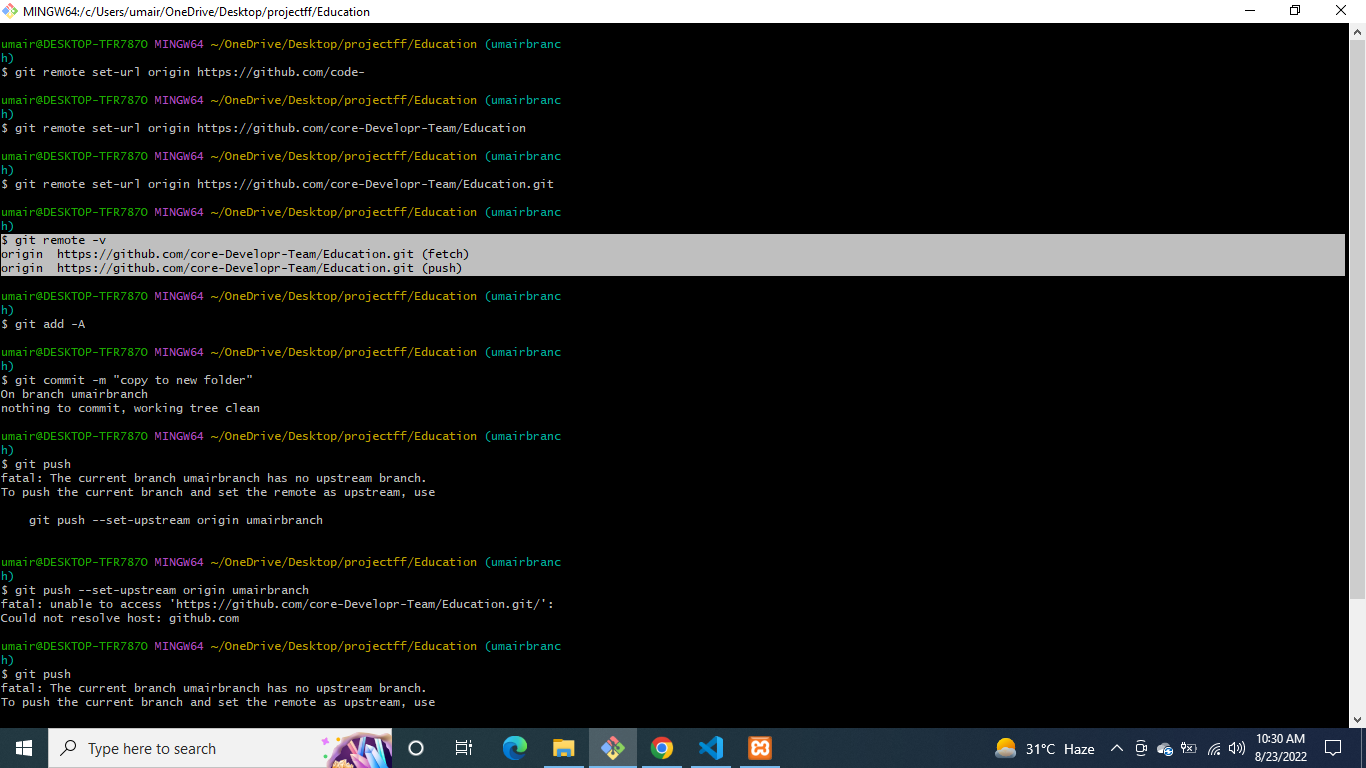 MINGW64:/c/Users/umair/OneDrive/Desktop/projectff/Education
umair@DESKTOP-TFR787O MINGW64 ~/OneDrive/Desktop/projectff/Education (umairbranc
h)
$ git remote set-url origin https://github.com/code-
umair@DESKTOP-TFR787O MINGW64 ~/OneDrive/Desktop/projectff/Education (umairbranc
h)
$ git remote set-url origin https://github.com/core-Developr-Team/Education
umair@DESKTOP-TFR787O MINGW64 ~/OneDrive/Desktop/projectff/Education (umairbranc
h)
$ git remote set-url origin https://github.com/core-Developr-Team/Education.git
umair@DESKTOP-TFR787O MINGW64 ~/OneDrive/Desktop/projectff/Education (umairbranc
h)
$ git remote -v
origin  https://github.com/core-Developr-Team/Education.git (fetch)
origin  https://github.com/core-Developr-Team/Education.git (push)
umair@DESKTOP-TFR787O MINGW64 ~/OneDrive/Desktop/projectff/Education (umairbranc
h)
$ git add -A
umair@DESKTOP-TFR787O MINGW64 ~/OneDrive/Desktop/projectff/Education (umairbranc
h)
$ git commit -m "copy to new folder"
On branch umairbranch
nothing to commit, working tree clean
umair@DESKTOP-TFR787O MINGW64 ~/OneDrive/Desktop/projectff/Education (umairbranc
h)
$ git push
fatal: The current branch umairbranch has no upstream branch.
To push the current branch and set the remote as upstream, use
    git push --set-upstream origin umairbranch
umair@DESKTOP-TFR787O MINGW64 ~/OneDrive/Desktop/projectff/Education (umairbranc
h)
$ git push --set-upstream origin umairbranch
fatal: unable to access 'https://github.com/core-Developr-Team/Education.git/':
Could not resolve host: github.com
umair@DESKTOP-TFR787O MINGW64 ~/OneDrive/Desktop/projectff/Education (umairbranc
h)
$ git push
fatal: The current branch umairbranch has no upstream branch.
To push the current branch and set the remote as upstream, use
Type here to search
31°C Haze
10:30 AM
8/23/2022